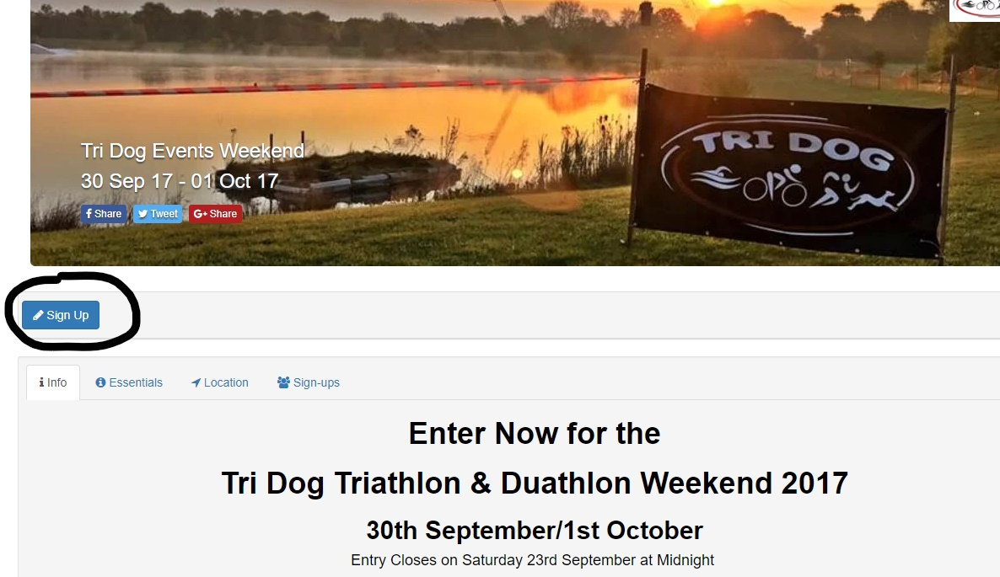 TRI DOG
Tri Dog Events Weekend
30 Sep 17 - 01 Oct 17
Share Tweet G+ Share
Sign Up
Info Essentials Location Sign-ups
Enter Now for the
Tri Dog Triathlon & Duathlon Weekend 2017
30th September/1st October
Entry Closes on Saturday 23rd September at Midnight